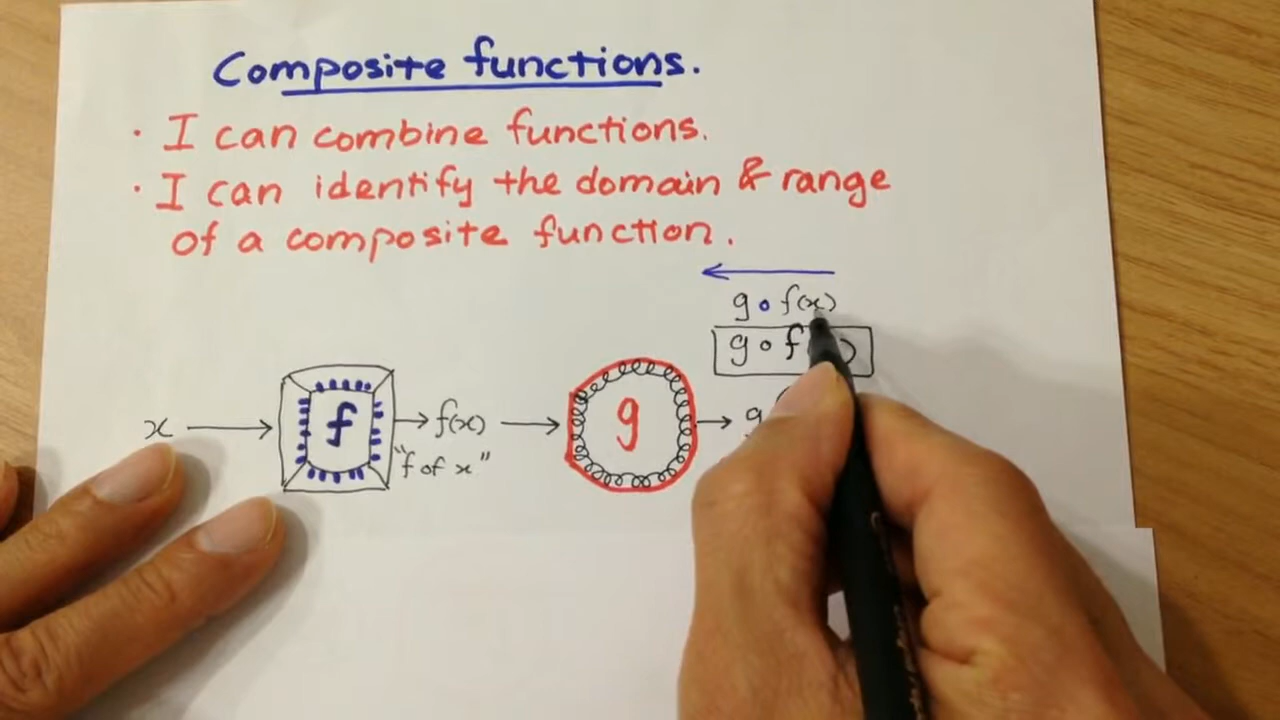 Composite functions.
· I can combine functions.
· I can identify the domain & range
of a composite function.
g∘f(x)
g∘f
x → f → f(x) → g → g
"f of x"